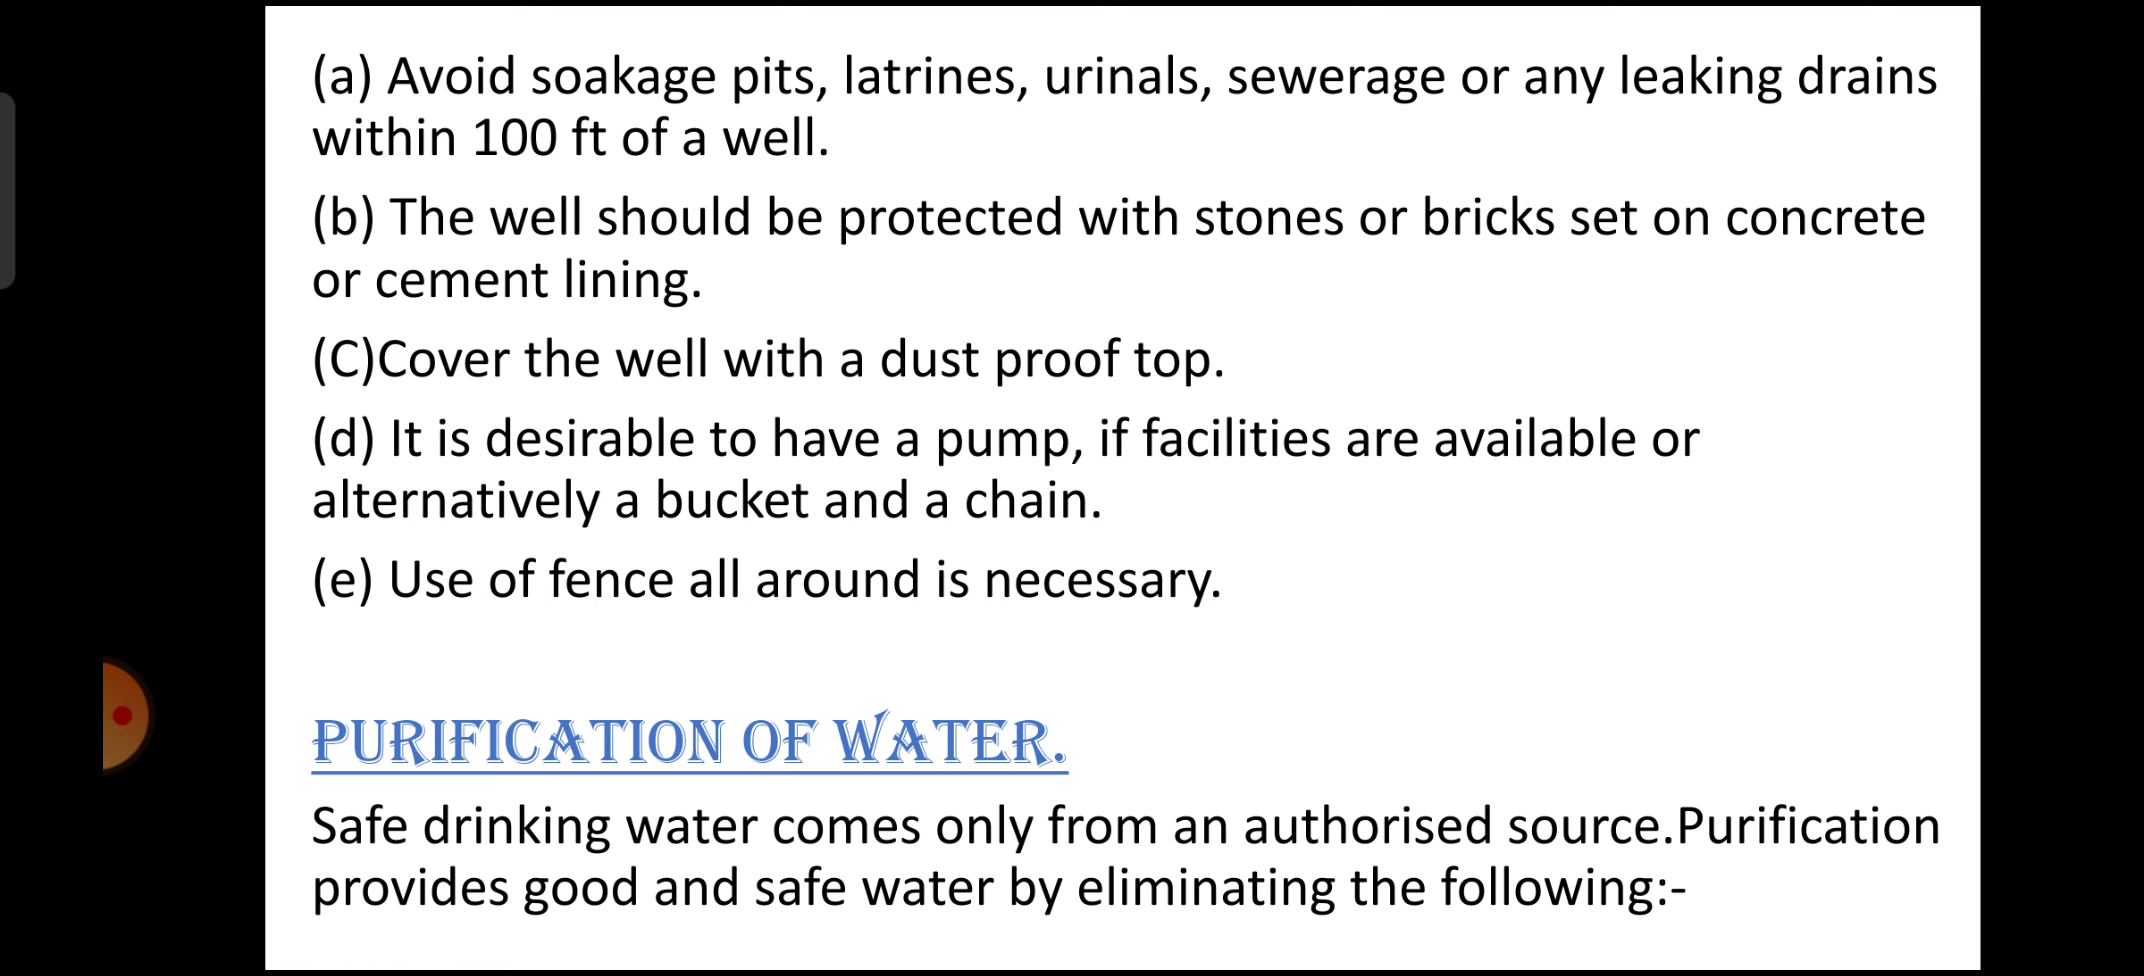 (a) Avoid soakage pits, latrines, urinals, sewerage or any leaking drains
within 100 ft of a well.
(b) The well should be protected with stones or bricks set on concrete
or cement lining.
(C)Cover the well with a dust proof top.
(d) It is desirable to have a pump, if facilities are available or
alternatively a bucket and a chain.
(e) Use of fence all around is necessary.
PURIFICATION OF WATER.
Safe drinking water comes only from an authorised source.Purification
provides good and safe water by eliminating the following:-